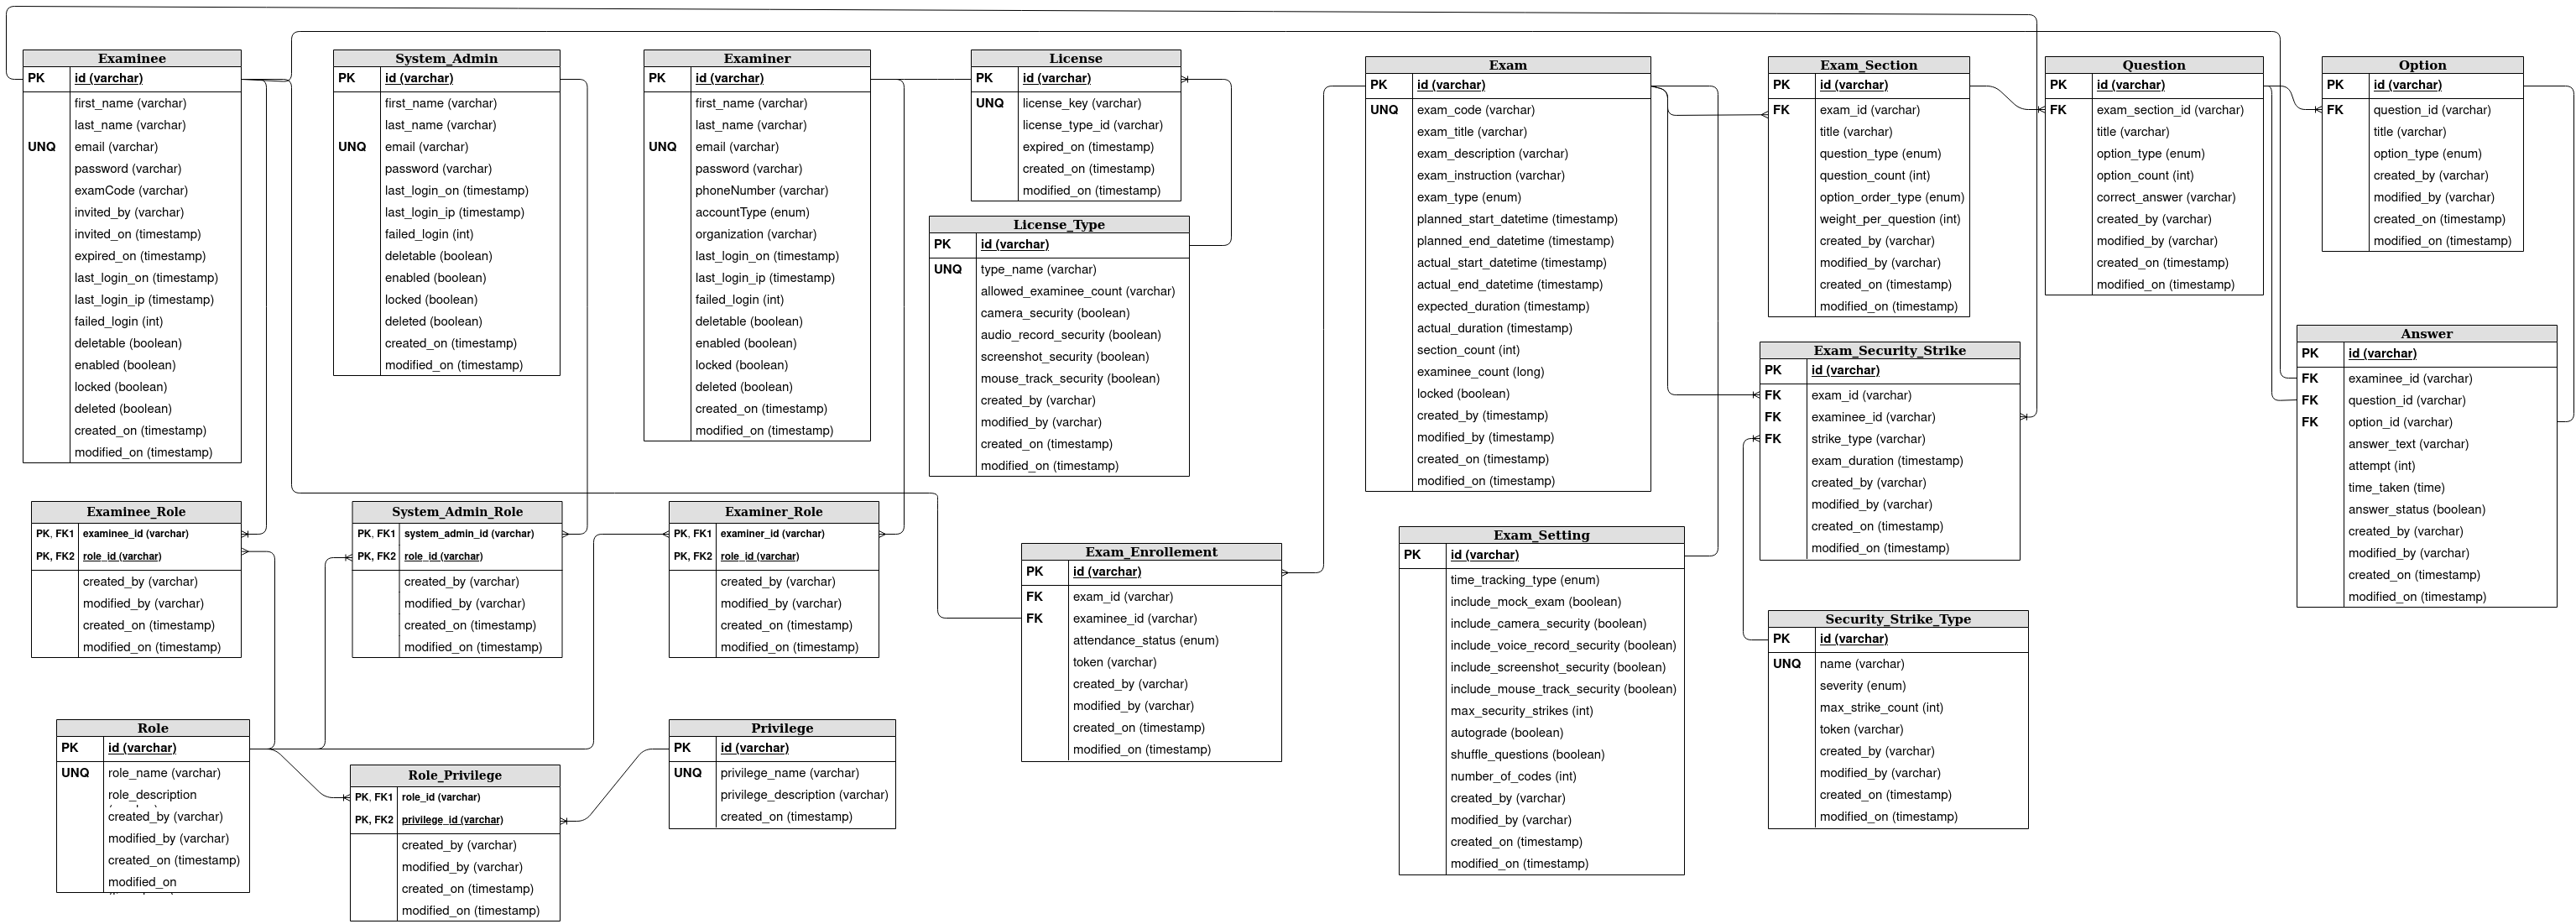 Examinee
PK id (varchar)
first_name (varchar)
last_name (varchar)
UNQ email (varchar)
password (varchar)
examCode (varchar)
invited_by (varchar)
invited_on (timestamp)
expired_on (timestamp)
last_login_on (timestamp)
last_login_ip (timestamp)
failed_login (int)
deletable (boolean)
enabled (boolean)
locked (boolean)
deleted (boolean)
created_on (timestamp)
modified_on (timestamp)
System_Admin
PK id (varchar)
first_name (varchar)
last_name (varchar)
UNQ email (varchar)
password (varchar)
last_login_on (timestamp)
last_login_ip (timestamp)
failed_login (int)
deletable (boolean)
enabled (boolean)
locked (boolean)
deleted (boolean)
created_on (timestamp)
modified_on (timestamp)
Examiner
PK id (varchar)
first_name (varchar)
last_name (varchar)
UNQ email (varchar)
password (varchar)
phoneNumber (varchar)
accountType (enum)
organization (varchar)
last_login_on (timestamp)
last_login_ip (timestamp)
failed_login (int)
deletable (boolean)
enabled (boolean)
locked (boolean)
deleted (boolean)
created_on (timestamp)
modified_on (timestamp)
License
PK id (varchar)
UNQ license_key (varchar)
license_type_id (varchar)
expired_on (timestamp)
created_on (timestamp)
modified_on (timestamp)
License_Type
PK id (varchar)
UNQ type_name (varchar)
allowed_examinee_count (varchar)
camera_security (boolean)
audio_record_security (boolean)
screenshot_security (boolean)
mouse_track_security (boolean)
created_by (varchar)
modified_by (varchar)
created_on (timestamp)
modified_on (timestamp)
Exam
PK id (varchar)
UNQ exam_code (varchar)
exam_title (varchar)
exam_description (varchar)
exam_instruction (varchar)
exam_type (enum)
planned_start_datetime (timestamp)
planned_end_datetime (timestamp)
actual_start_datetime (timestamp)
actual_end_datetime (timestamp)
expected_duration (timestamp)
actual_duration (timestamp)
section_count (int)
examinee_count (long)
locked (boolean)
created_by (timestamp)
modified_by (timestamp)
created_on (timestamp)
modified_on (timestamp)
Exam_Section
PK id (varchar)
FK exam_id (varchar)
title (varchar)
question_type (enum)
question_count (int)
option_order_type (enum)
weight_per_question (int)
created_by (varchar)
modified_by (varchar)
created_on (timestamp)
modified_on (timestamp)
Question
PK id (varchar)
FK exam_section_id (varchar)
title (varchar)
option_type (enum)
option_count (int)
correct_answer (varchar)
created_by (varchar)
modified_by (varchar)
created_on (timestamp)
modified_on (timestamp)
Option
PK id (varchar)
FK question_id (varchar)
title (varchar)
option_type (enum)
created_by (varchar)
modified_by (varchar)
created_on (timestamp)
modified_on (timestamp)
Exam_Security_Strike
PK id (varchar)
FK exam_id (varchar)
FK examinee_id (varchar)
FK strike_type (varchar)
exam_duration (timestamp)
created_by (varchar)
modified_by (varchar)
created_on (timestamp)
modified_on (timestamp)
Answer
PK id (varchar)
FK examinee_id (varchar)
FK question_id (varchar)
FK option_id (varchar)
answer_text (varchar)
attempt (int)
time_taken (time)
answer_status (boolean)
created_by (varchar)
modified_by (varchar)
created_on (timestamp)
modified_on (timestamp)
Examinee_Role
PK, FK1 examinee_id (varchar)
PK, FK2 role_id (varchar)
created_by (varchar)
modified_by (varchar)
created_on (timestamp)
modified_on (timestamp)
System_Admin_Role
PK, FK1 system_admin_id (varchar)
PK, FK2 role_id (varchar)
created_by (varchar)
modified_by (varchar)
created_on (timestamp)
modified_on (timestamp)
Examiner_Role
PK, FK1 examiner_id (varchar)
PK, FK2 role_id (varchar)
created_by (varchar)
modified_by (varchar)
created_on (timestamp)
modified_on (timestamp)
Exam_Enrollement
PK id (varchar)
FK exam_id (varchar)
FK examinee_id (varchar)
attendance_status (enum)
token (varchar)
created_by (varchar)
modified_by (varchar)
created_on (timestamp)
modified_on (timestamp)
Exam_Setting
PK id (varchar)
time_tracking_type (enum)
include_mock_exam (boolean)
include_camera_security (boolean)
include_voice_record_security (boolean)
include_screenshot_security (boolean)
include_mouse_track_security (boolean)
max_security_strikes (int)
autograde (boolean)
shuffle_questions (boolean)
number_of_codes (int)
created_by (varchar)
modified_by (varchar)
created_on (timestamp)
modified_on (timestamp)
Security_Strike_Type
PK id (varchar)
UNQ name (varchar)
severity (enum)
max_strike_count (int)
token (varchar)
created_by (varchar)
modified_by (varchar)
created_on (timestamp)
modified_on (timestamp)
Role
PK id (varchar)
UNQ role_name (varchar)
role_description
created_by (varchar)
modified_by (varchar)
created_on (timestamp)
modified_on
Role_Privilege
PK, FK1 role_id (varchar)
PK, FK2 privilege_id (varchar)
created_by (varchar)
modified_by (varchar)
created_on (timestamp)
modified_on (timestamp)
Privilege
PK id (varchar)
UNQ privilege_name (varchar)
privilege_description (varchar)
created_on (timestamp)